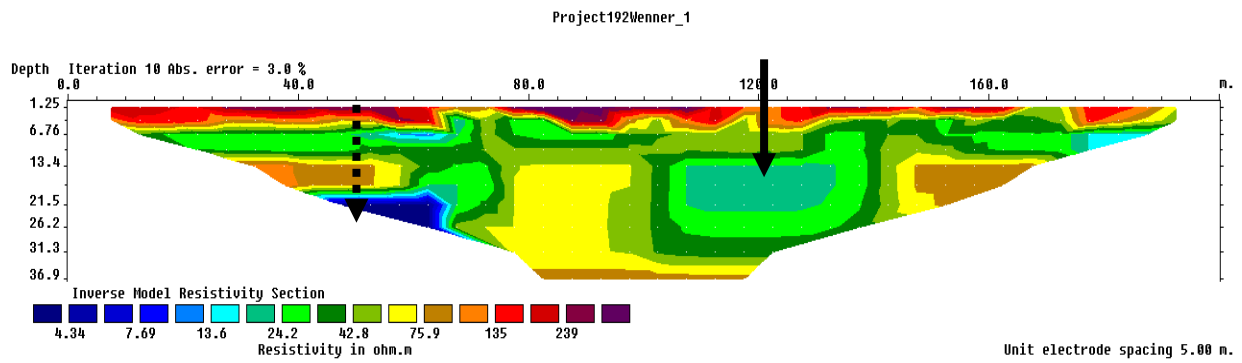 Project192Wenner_1
Depth Iteration 10 Abs. error = 3.0 %
0.0 40.0 80.0 120.0 160.0 m.
1.25
6.76
13.4
21.5
26.2
31.3
36.9
Inverse Model Resistivity Section
4.34 7.69 13.6 24.2 42.8 75.9 135 239
Resistivity in ohm.m
Unit electrode spacing 5.00 m.